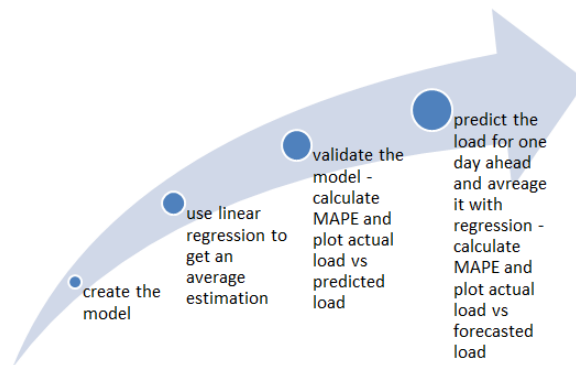 create the
model
use linear
regression to
get an
average
estimation
validate the
model -
calculate
MAPE and
plot actual
load vs
predicted
load
predict the
load for one
day ahead
and avreage
it with
regression -
calculate
MAPE and
plot actual
load vs
forecasted
load